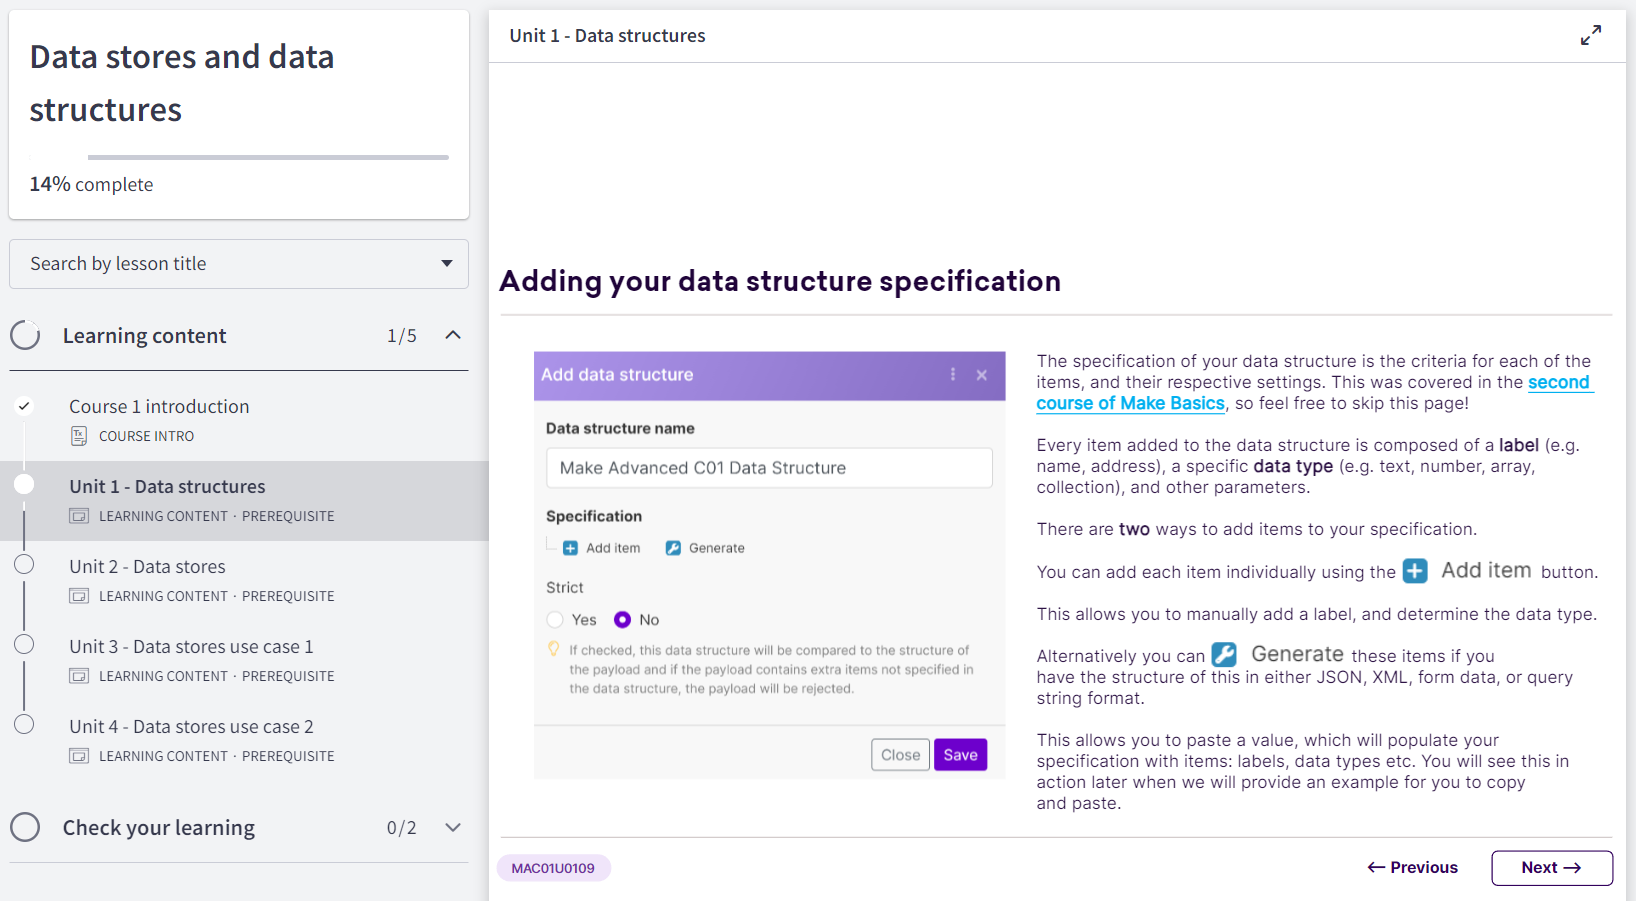 Data stores and data
structures
14% complete
Search by lesson title
Learning content 1/5
Course 1 introduction
COURSE INTRO
Unit 1 - Data structures
LEARNING CONTENT · PREREQUISITE
Unit 2 - Data stores
LEARNING CONTENT · PREREQUISITE
Unit 3 - Data stores use case 1
LEARNING CONTENT · PREREQUISITE
Unit 4 - Data stores use case 2
LEARNING CONTENT · PREREQUISITE
Check your learning 0/2
Unit 1 - Data structures
Adding your data structure specification
Add data structure
Data structure name
Make Advanced C01 Data Structure
Specification
Add item Generate
Strict
Yes No
If checked, this data structure will be compared to the structure of
the payload and if the payload contains extra items not specified in
the data structure, the payload will be rejected.
Close Save
The specification of your data structure is the criteria for each of the
items, and their respective settings. This was covered in the second
course of Make Basics, so feel free to skip this page!
Every item added to the data structure is composed of a label (e.g.
name, address), a specific data type (e.g. text, number, array,
collection), and other parameters.
There are two ways to add items to your specification.
You can add each item individually using the Add item button.
This allows you to manually add a label, and determine the data type.
Alternatively you can Generate these items if you
have the structure of this in either JSON, XML, form data, or query
string format.
This allows you to paste a value, which will populate your
specification with items: labels, data types etc. You will see this in
action later when we will provide an example for you to copy
and paste.
MAC01U0109
← Previous
Next →